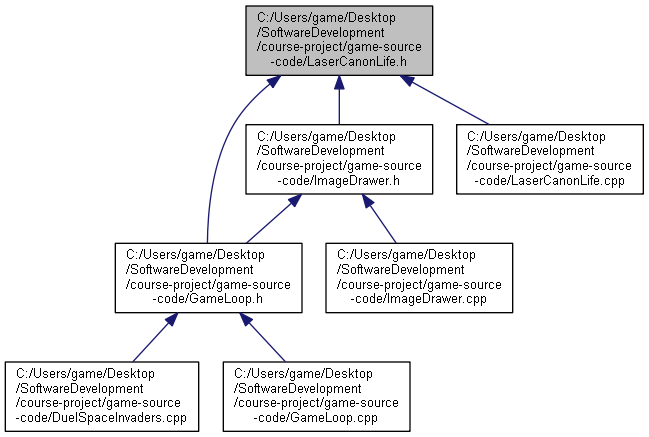 C:/Users/game/Desktop
/SoftwareDevelopment
/course-project/game-source
-code/LaserCanonLife.h
C:/Users/game/Desktop
/SoftwareDevelopment
/course-project/game-source
-code/ImageDrawer.h
C:/Users/game/Desktop
/SoftwareDevelopment
/course-project/game-source
-code/LaserCanonLife.cpp
C:/Users/game/Desktop
/SoftwareDevelopment
/course-project/game-source
-code/GameLoop.h
C:/Users/game/Desktop
/SoftwareDevelopment
/course-project/game-source
-code/ImageDrawer.cpp
C:/Users/game/Desktop
/SoftwareDevelopment
/course-project/game-source
-code/DuelSpaceInvaders.cpp
C:/Users/game/Desktop
/SoftwareDevelopment
/course-project/game-source
-code/GameLoop.cpp